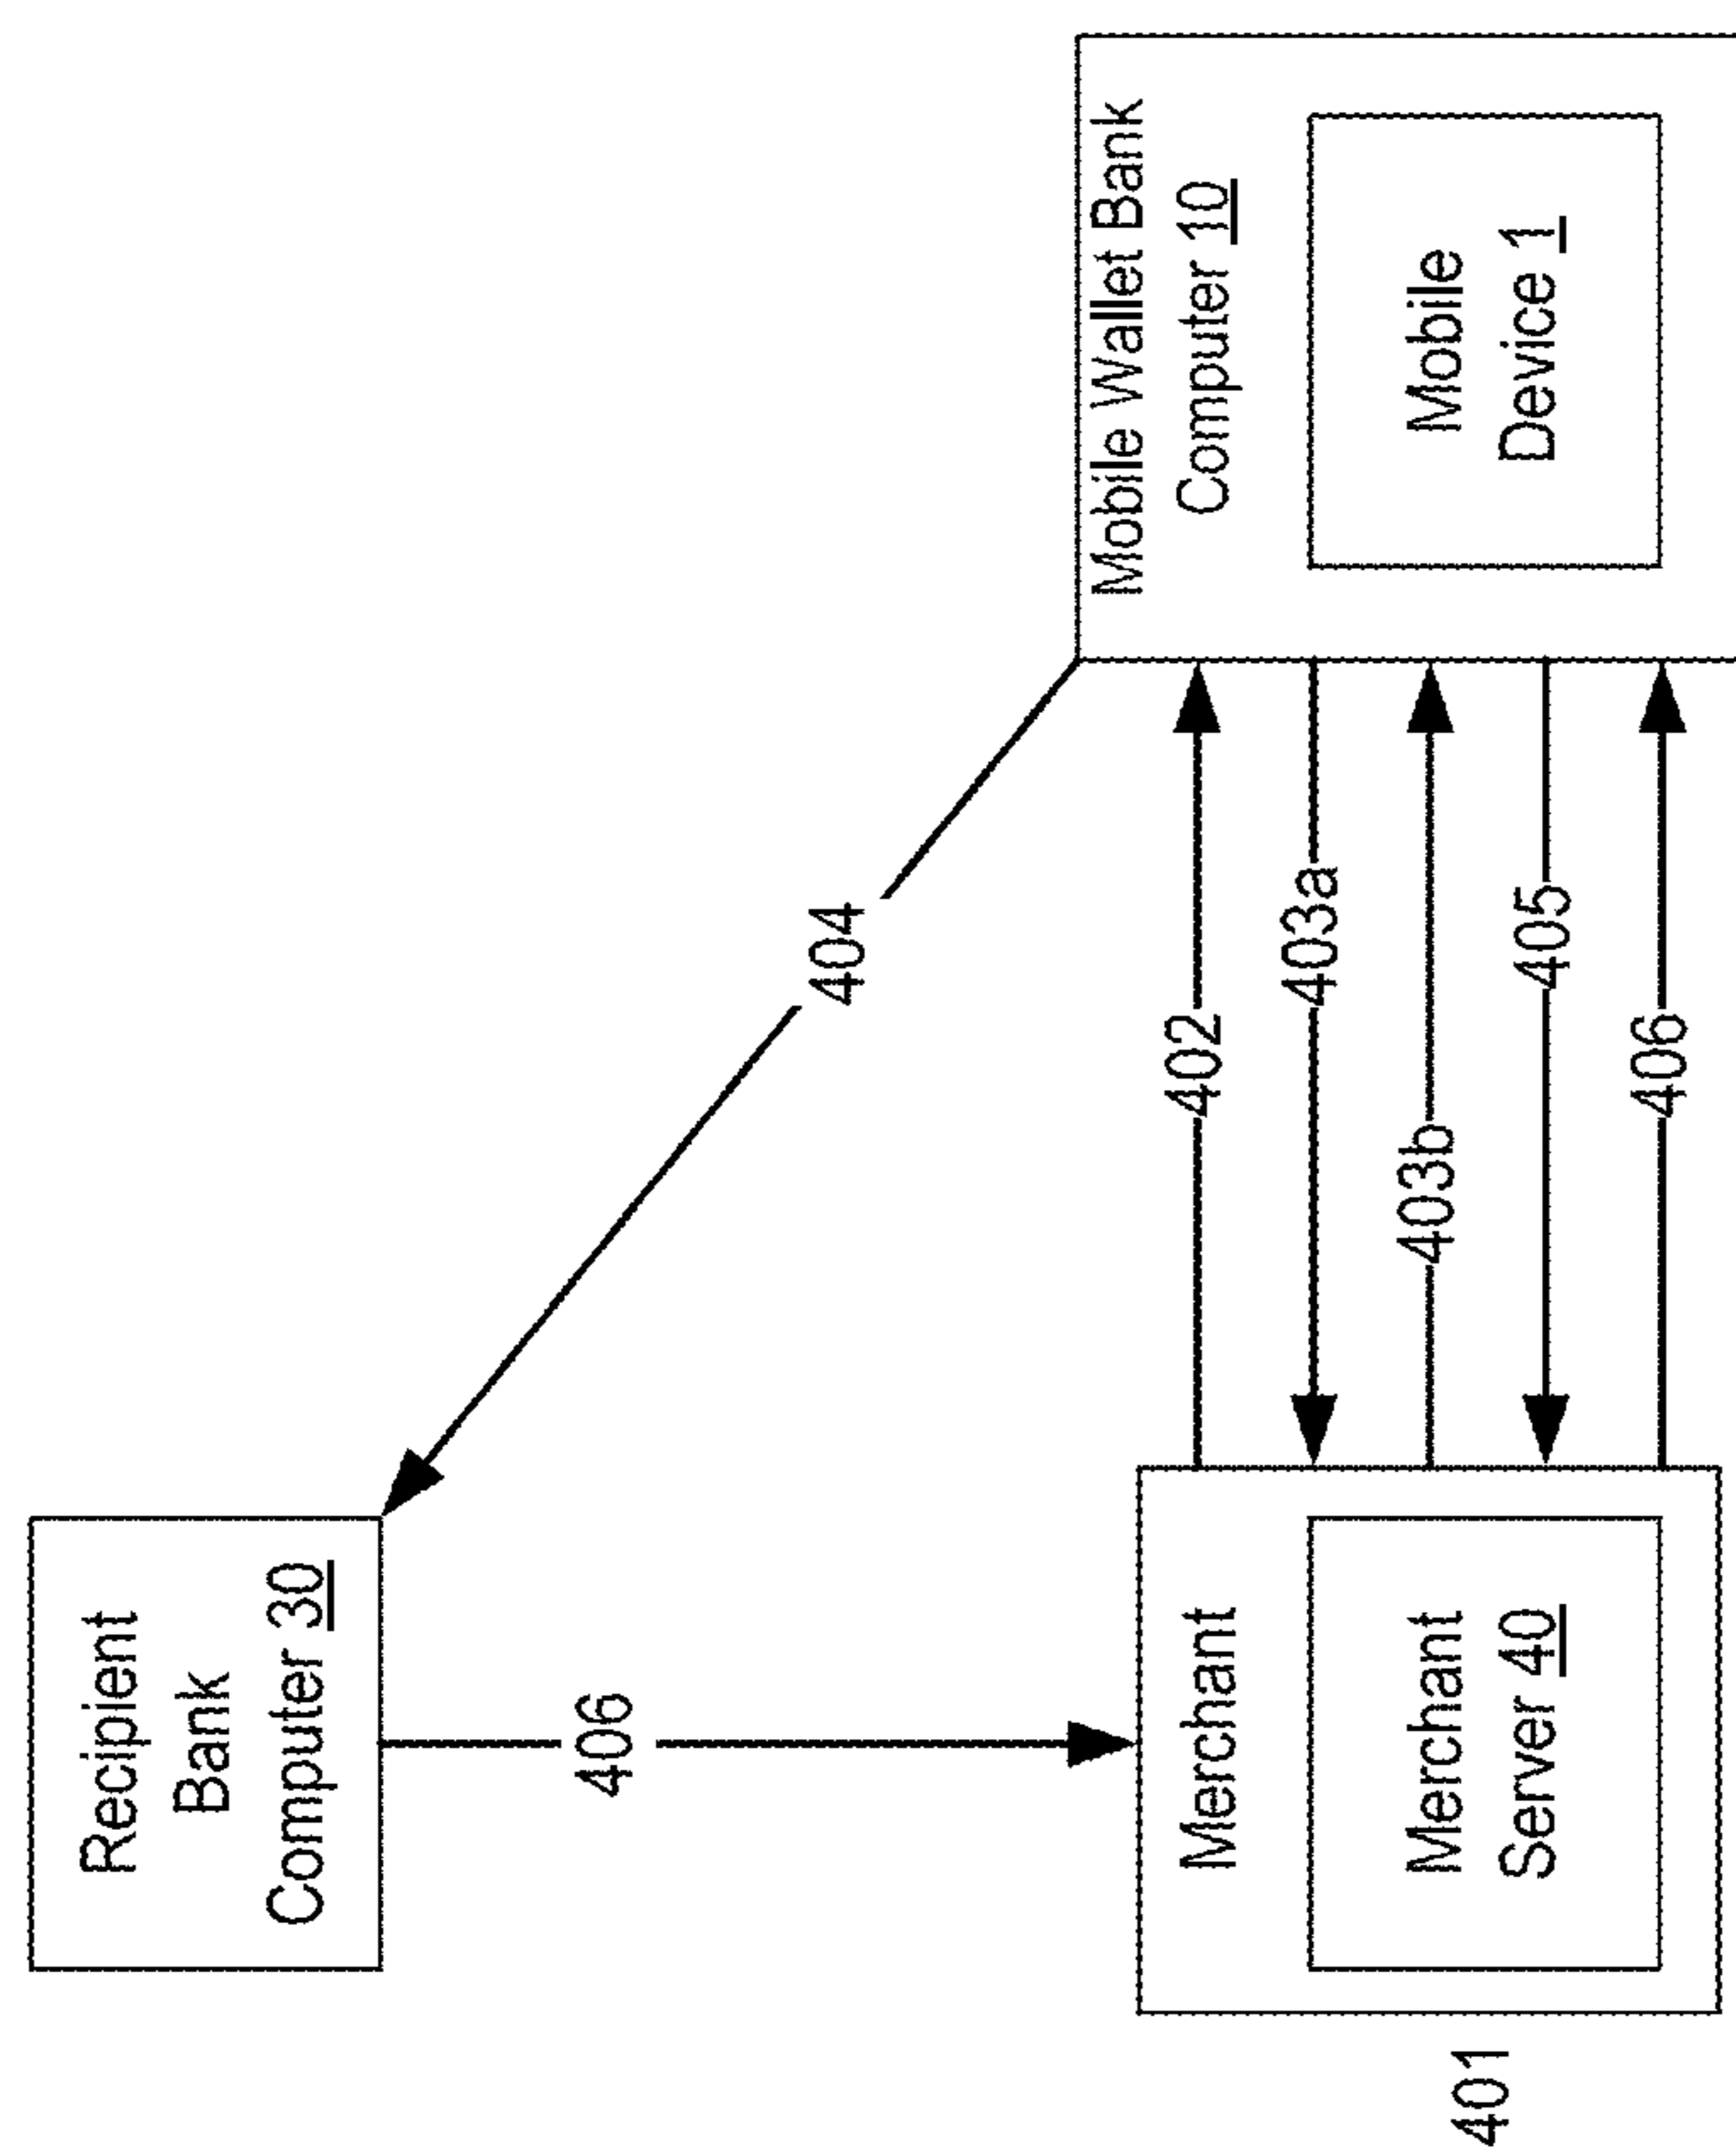 Recipient
Bank
Computer 30
406
404
401
Merchant
Merchant
Server 40
402
403a
403b
405
406
Mobile Wallet Bank
Computer 10
Mobile
Device 1